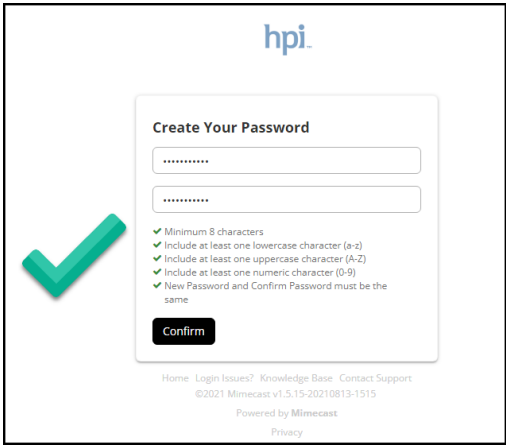 hpi
Create Your Password
•••••••••••
•••••••••••
Minimum 8 characters
Include at least one lowercase character (a-z)
Include at least one uppercase character (A-Z)
Include at least one numeric character (0-9)
New Password and Confirm Password must be the
same
Confirm
Home Login Issues? Knowledge Base Contact Support
©2021 Mimecast v1.5.15-20210813-1515
Powered by Mimecast
Privacy